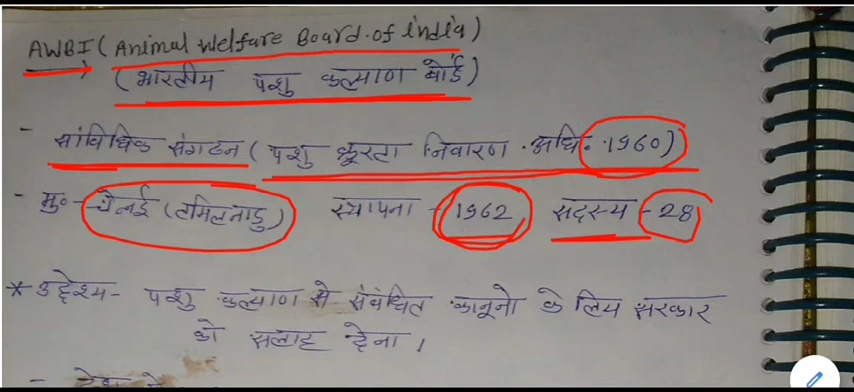 AWBI (Animal Welfare Board of india)
(भारतीय पशु कल्याण बोर्ड)
- सांविधिक संगठन (पशु क्रूरता निवारण अधि. 1960)
- मु०- चेन्नई (तमिलनाडु) स्थापना - 1962 सदस्य - 28
* उद्देश्य - पशु कल्याण से संबंधित कानूनो के लिय सरकार
को सलाह देना।